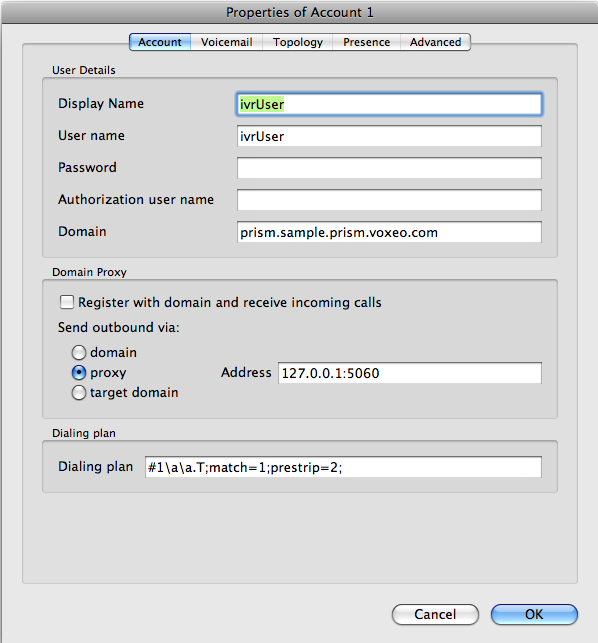 Properties of Account 1
Account Voicemail Topology Presence Advanced
User Details
Display Name ivrUser
User name ivrUser
Password
Authorization user name
Domain prism.sample.prism.voxeo.com
Domain Proxy
Register with domain and receive incoming calls
Send outbound via:
domain
proxy Address 127.0.0.1:5060
target domain
Dialing plan
Dialing plan #1\a\a.T;match=1;prestrip=2;
Cancel OK